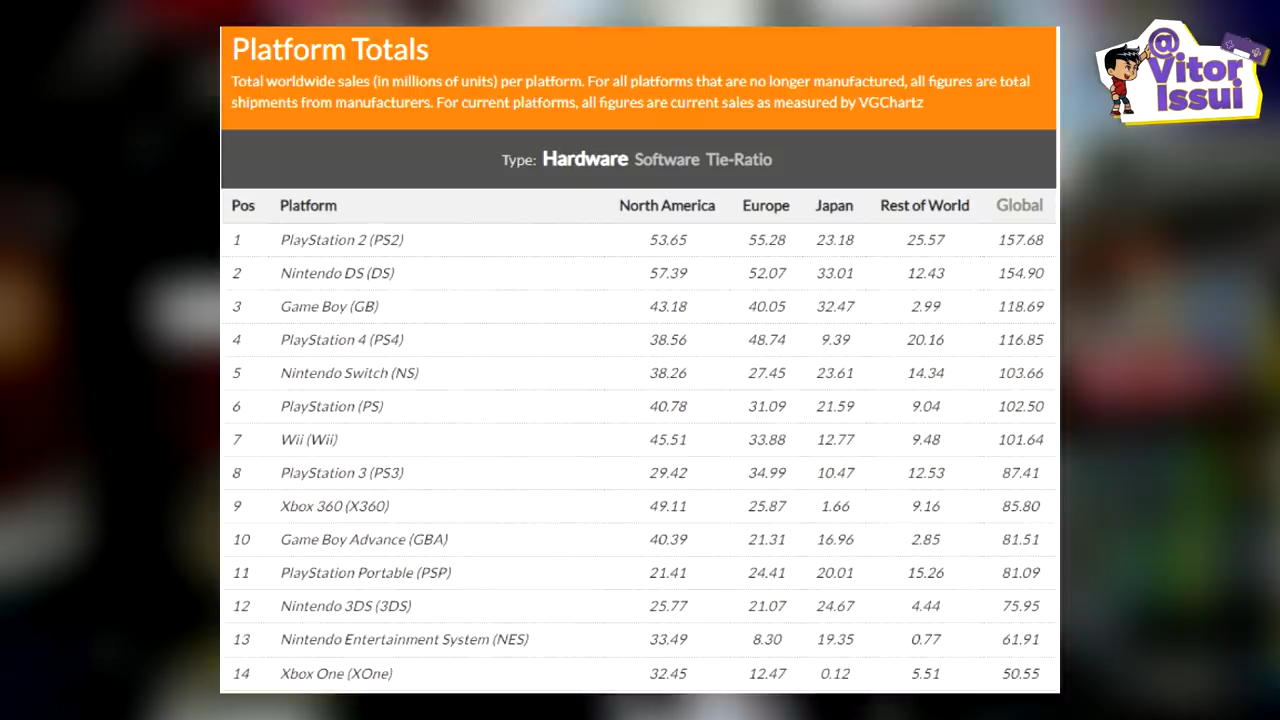 Platform Totals
Total worldwide sales (in millions of units) per platform. For all platforms that are no longer manufactured, all figures are total
shipments from manufacturers. For current platforms, all figures are current sales as measured by VGChartz
@
Vitor
Issui
Type: Hardware Software Tie-Ratio
Pos Platform North America Europe Japan Rest of World Global
1 PlayStation 2 (PS2) 53.65 55.28 23.18 25.57 157.68
2 Nintendo DS (DS) 57.39 52.07 33.01 12.43 154.90
3 Game Boy (GB) 43.18 40.05 32.47 2.99 118.69
4 PlayStation 4 (PS4) 38.56 48.74 9.39 20.16 116.85
5 Nintendo Switch (NS) 38.26 27.45 23.61 14.34 103.66
6 PlayStation (PS) 40.78 31.09 21.59 9.04 102.50
7 Wii (Wii) 45.51 33.88 12.77 9.48 101.64
8 PlayStation 3 (PS3) 29.42 34.99 10.47 12.53 87.41
9 Xbox 360 (X360) 49.11 25.87 1.66 9.16 85.80
10 Game Boy Advance (GBA) 40.39 21.31 16.96 2.85 81.51
11 PlayStation Portable (PSP) 21.41 24.41 20.01 15.26 81.09
12 Nintendo 3DS (3DS) 25.77 21.07 24.67 4.44 75.95
13 Nintendo Entertainment System (NES) 33.49 8.30 19.35 0.77 61.91
14 Xbox One (XOne) 32.45 12.47 0.12 5.51 50.55